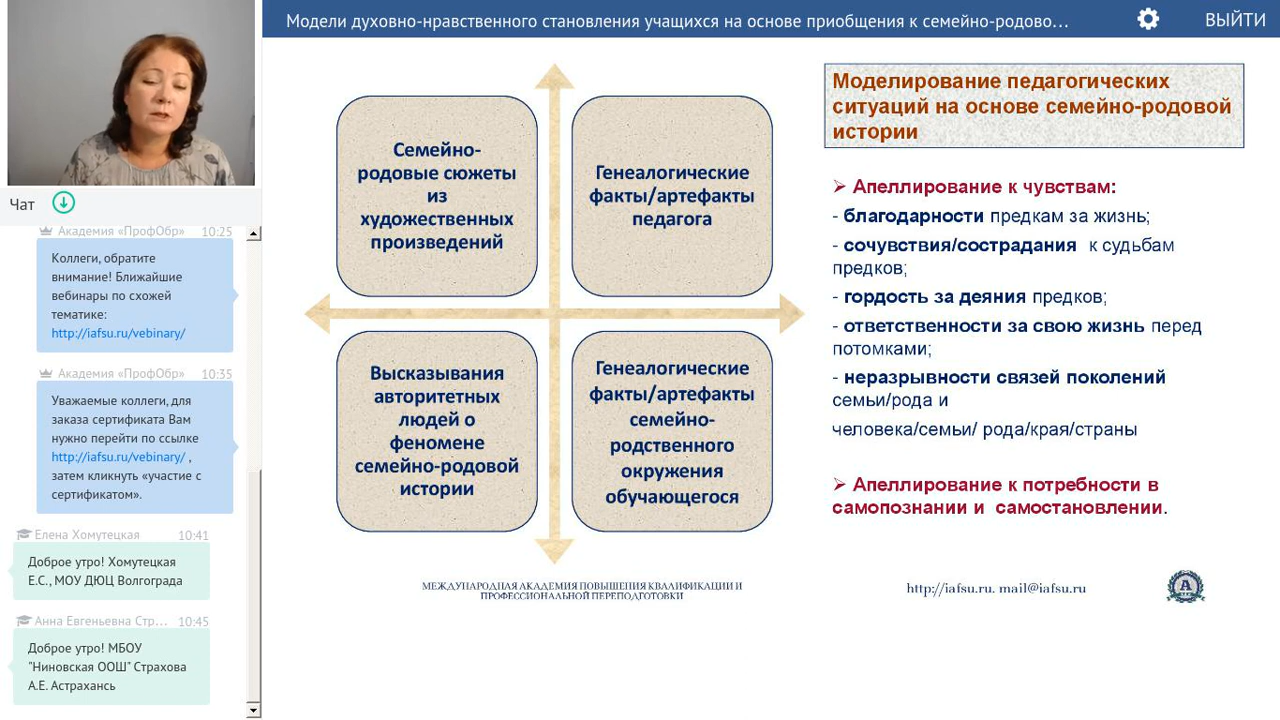 Модели духовно-нравственного становления учащихся на основе приобщения к семейно-родово...
ВЫЙТИ
Чат
Академия «ПрофОбр» 10:25
Коллеги, обратите
внимание! Ближайшие
вебинары по схожей
тематике:
http://iafsu.ru/vebinary/
Академия «ПрофОбр» 10:35
Уважаемые коллеги, для
заказа сертификата Вам
нужно перейти по ссылке
http://iafsu.ru/vebinary/ ,
затем кликнуть «участие с
сертификатом».
Елена Хомутецкая 10:41
Доброе утро! Хомутецкая
Е.С., МОУ ДЮЦ Волгограда
Анна Евгеньевна Стр... 10:45
Доброе утро! МБОУ
"Ниновская ООШ" Страхова
А.Е. Астрахансь
Семейно-
родовые сюжеты
из
художественных
произведений
Генеалогические
факты/артефакты
педагога
Высказывания
авторитетных
людей о
феномене
семейно-родовой
истории
Генеалогические
факты/артефакты
семейно-
родственного
окружения
обучающегося
Моделирование педагогических
ситуаций на основе семейно-родовой
истории
Апеллирование к чувствам:
- благодарности предкам за жизнь;
- сочувствия/сострадания к судьбам
предков;
- гордость за деяния предков;
- ответственности за свою жизнь перед
потомками;
- неразрывности связей поколений
семьи/рода и
человека/семьи/ рода/края/страны
Апеллирование к потребности в
самопознании и самостановлении.
МЕЖДУНАРОДНАЯ АКАДЕМИЯ ПОВЫШЕНИЯ КВАЛИФИКАЦИИ И
ПРОФЕССИОНАЛЬНОЙ ПЕРЕПОДГОТОВКИ
http://iafsu.ru. mail@iafsu.ru